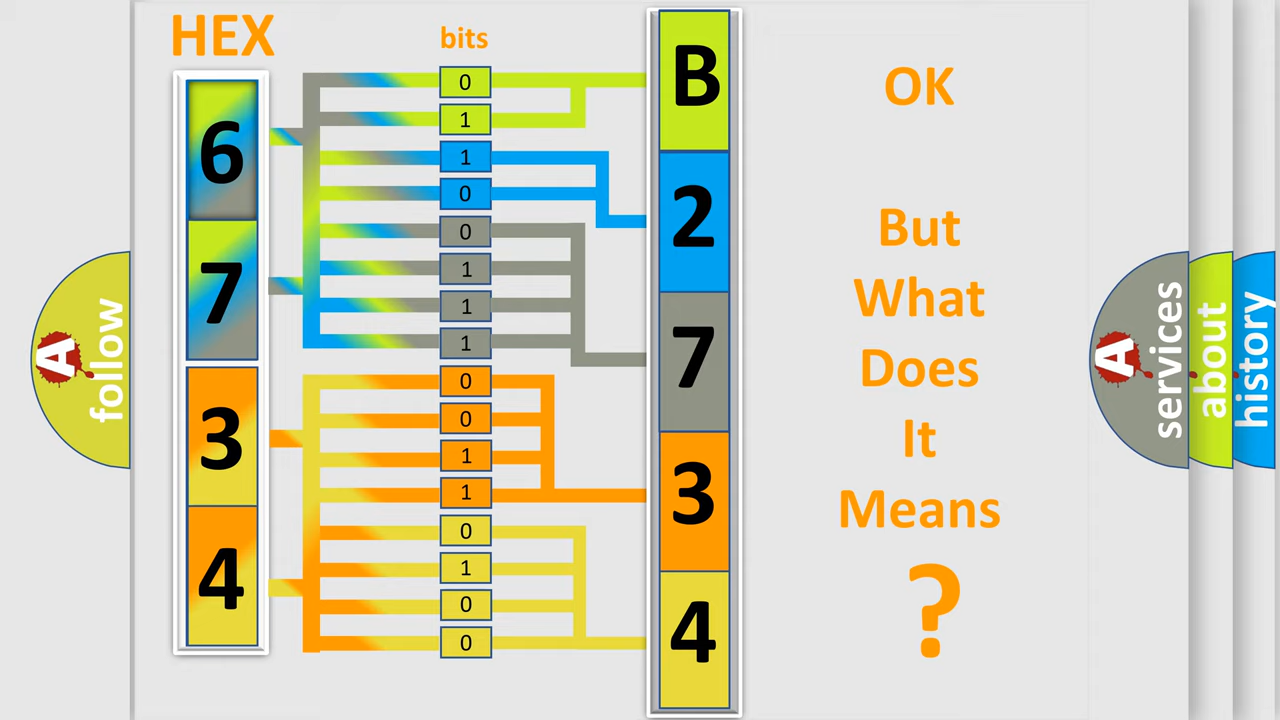 HEX
bits
6
7
3
4
0
1
1
0
0
1
1
1
0
0
1
1
0
1
0
0
B
2
7
3
4
OK
But
What
Does
It
Means
?
A
follow
A
services
about
history